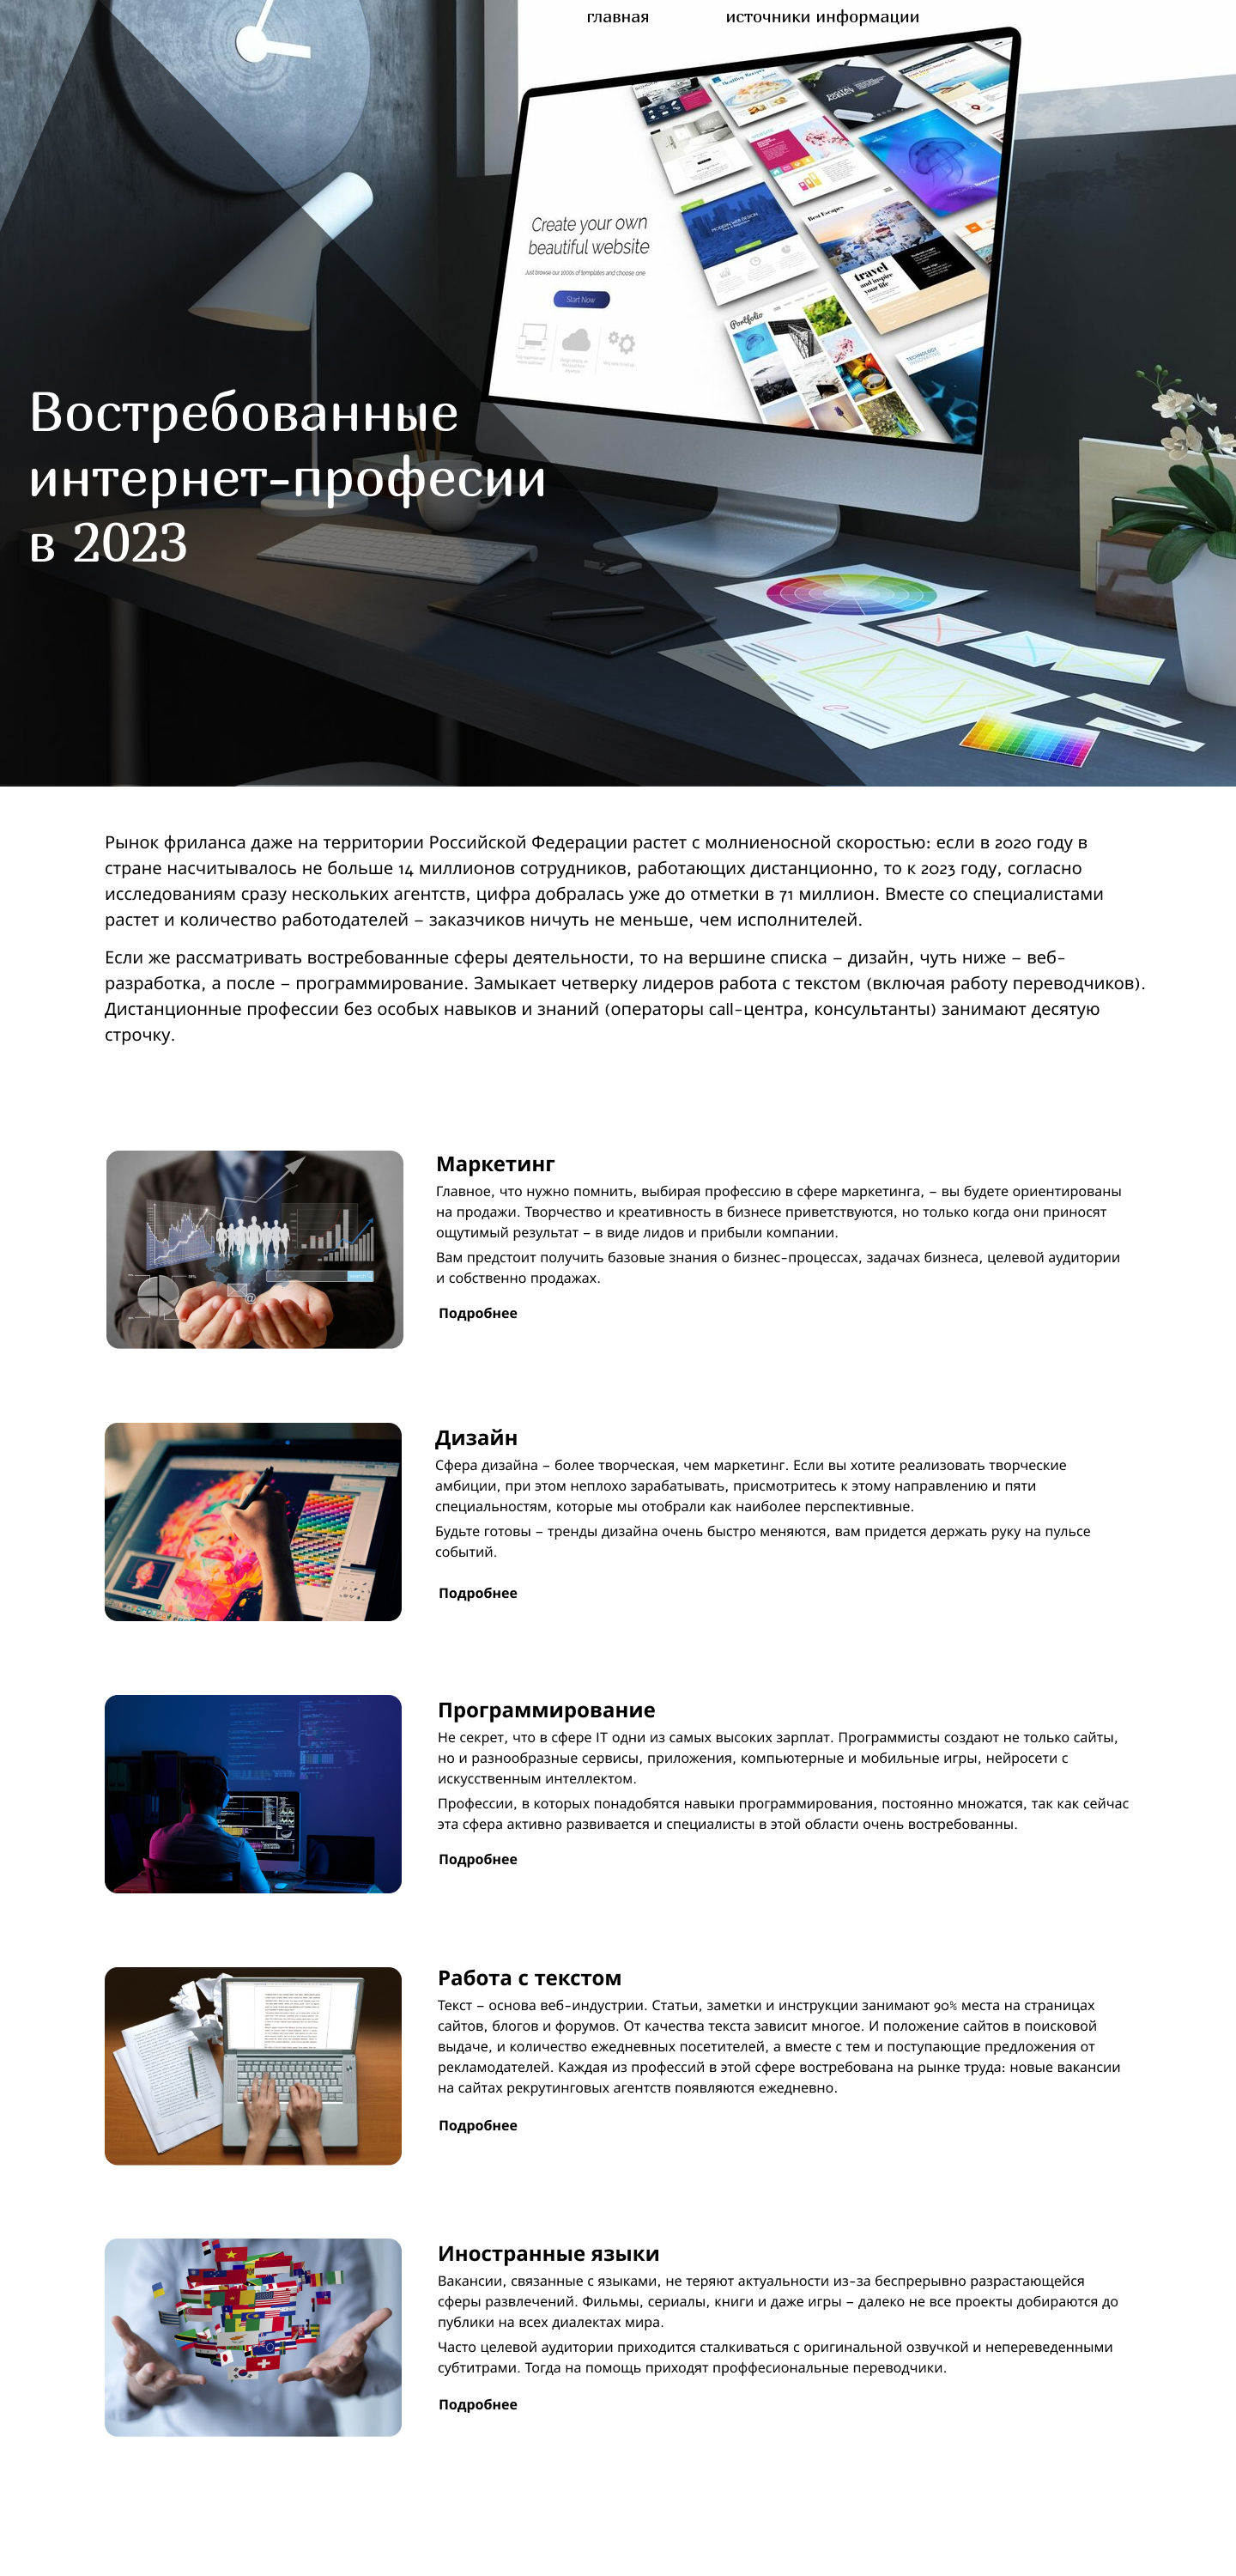 главная источники информации
Create your own
beautiful website
Just browse our 1000s of templates and choose one
Start Now
Healthy Recipes
MODERN WEB DESIGN
Best Escapes
travel
and inspire
your life
Portfolio
TECHNOLOGY
Востребованные
интернет-професии
в 2023
Рынок фриланса даже на территории Российской Федерации растет с молниеносной скоростью: если в 2020 году в
стране насчитывалось не больше 14 миллионов сотрудников, работающих дистанционно, то к 2023 году, согласно
исследованиям сразу нескольких агентств, цифра добралась уже до отметки в 71 миллион. Вместе со специалистами
растет и количество работодателей – заказчиков ничуть не меньше, чем исполнителей.
Если же рассматривать востребованные сферы деятельности, то на вершине списка – дизайн, чуть ниже – веб-
разработка, а после – программирование. Замыкает четверку лидеров работа с текстом (включая работу переводчиков).
Дистанционные профессии без особых навыков и знаний (операторы call-центра, консультанты) занимают десятую
строчку.
Маркетинг
Главное, что нужно помнить, выбирая профессию в сфере маркетинга, – вы будете ориентированы
на продажи. Творчество и креативность в бизнесе приветствуются, но только когда они приносят
ощутимый результат – в виде лидов и прибыли компании.
Вам предстоит получить базовые знания о бизнес-процессах, задачах бизнеса, целевой аудитории
и собственно продажах.
Подробнее
Дизайн
Сфера дизайна – более творческая, чем маркетинг. Если вы хотите реализовать творческие
амбиции, при этом неплохо зарабатывать, присмотритесь к этому направлению и пяти
специальностям, которые мы отобрали как наиболее перспективные.
Будьте готовы – тренды дизайна очень быстро меняются, вам придется держать руку на пульсе
событий.
Подробнее
Программирование
Не секрет, что в сфере IT одни из самых высоких зарплат. Программисты создают не только сайты,
но и разнообразные сервисы, приложения, компьютерные и мобильные игры, нейросети с
искусственным интеллектом.
Профессии, в которых понадобятся навыки программирования, постоянно множатся, так как сейчас
эта сфера активно развивается и специалисты в этой области очень востребованны.
Подробнее
Работа с текстом
Текст – основа веб-индустрии. Статьи, заметки и инструкции занимают 90% места на страницах
сайтов, блогов и форумов. От качества текста зависит многое. И положение сайтов в поисковой
выдаче, и количество ежедневных посетителей, а вместе с тем и поступающие предложения от
рекламодателей. Каждая из профессий в этой сфере востребована на рынке труда: новые вакансии
на сайтах рекрутинговых агентств появляются ежедневно.
Подробнее
Иностранные языки
Вакансии, связанные с языками, не теряют актуальности из-за беспрерывно разрастающейся
сферы развлечений. Фильмы, сериалы, книги и даже игры – далеко не все проекты добираются до
публики на всех диалектах мира.
Часто целевой аудитории приходится сталкиваться с оригинальной озвучкой и непереведенными
субтитрами. Тогда на помощь приходят проффесиональные переводчики.
Подробнее